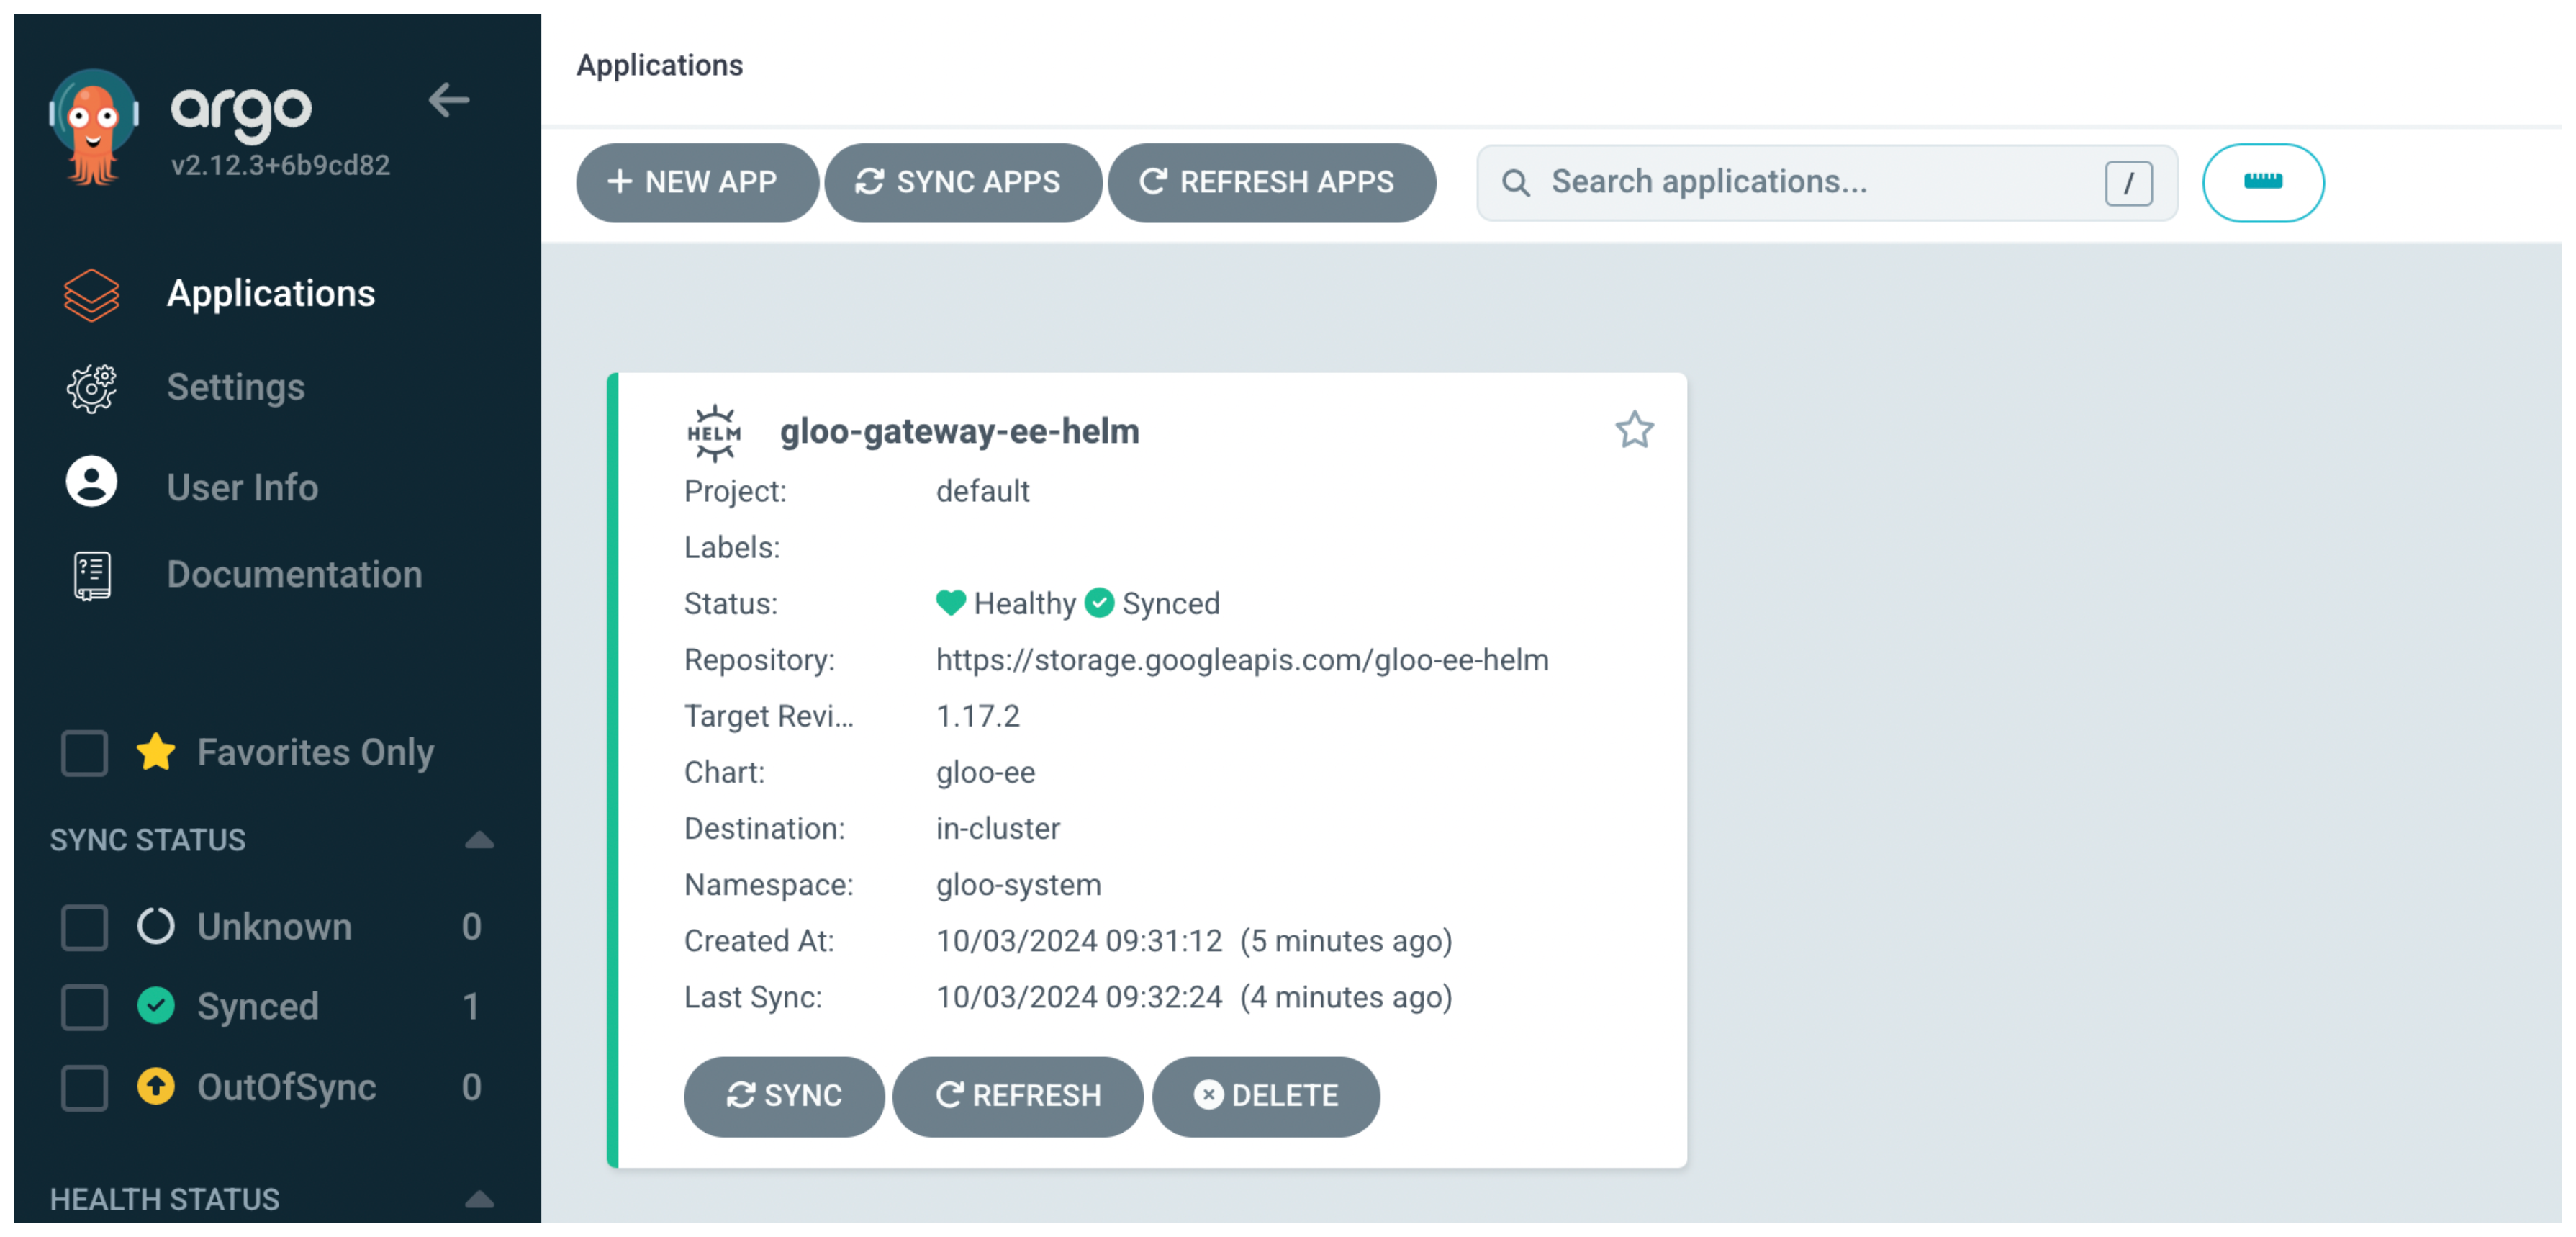 argo
v2.12.3+6b9cd82
Applications
Settings
User Info
Documentation
Favorites Only
SYNC STATUS
Unknown 0
Synced 1
OutOfSync 0
HEALTH STATUS
Applications
NEW APP SYNC APPS REFRESH APPS Search applications... /
HELM gloo-gateway-ee-helm
Project: default
Labels:
Status: Healthy Synced
Repository: https://storage.googleapis.com/gloo-ee-helm
Target Revi... 1.17.2
Chart: gloo-ee
Destination: in-cluster
Namespace: gloo-system
Created At: 10/03/2024 09:31:12 (5 minutes ago)
Last Sync: 10/03/2024 09:32:24 (4 minutes ago)
SYNC REFRESH DELETE